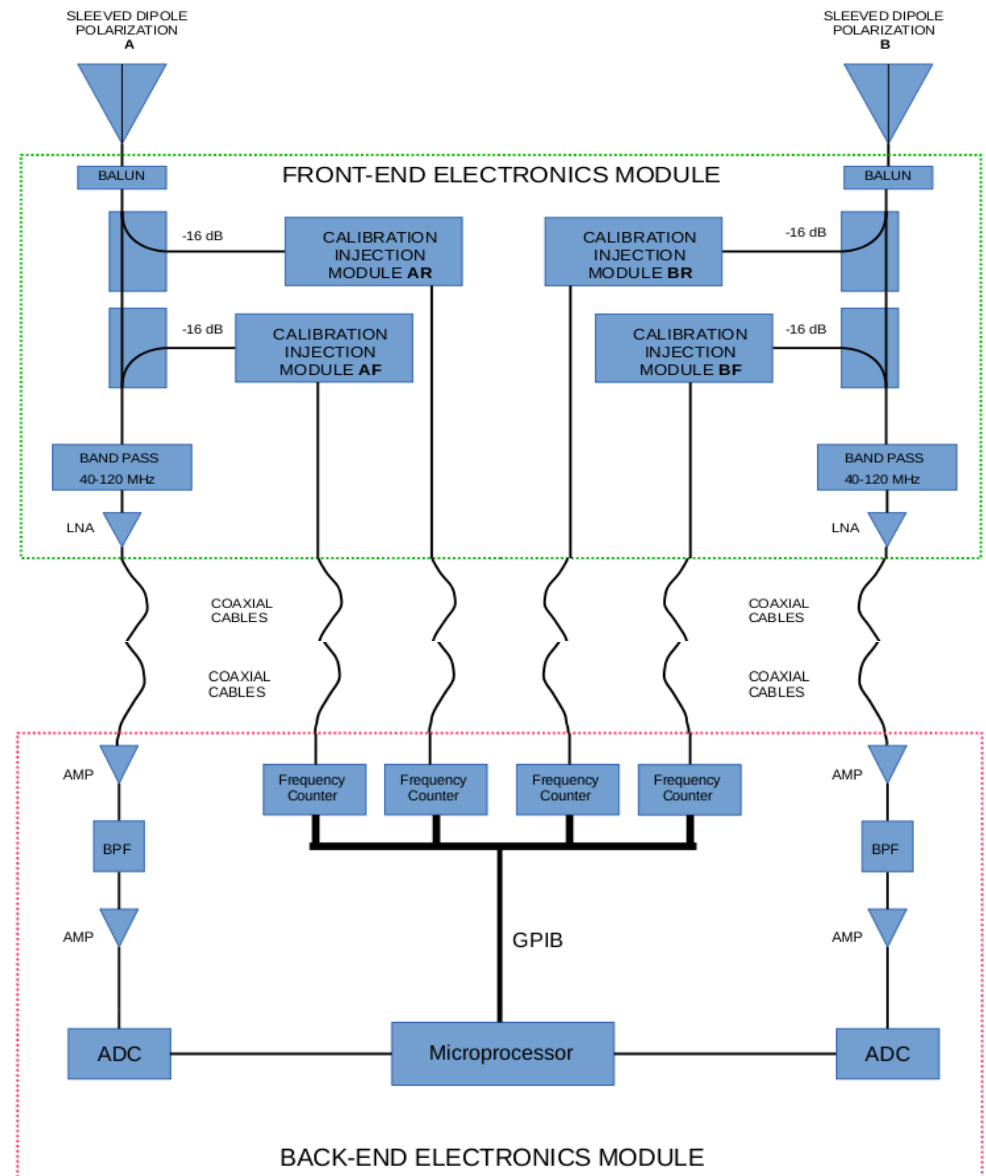 SLEEVED DIPOLE
POLARIZATION
A
SLEEVED DIPOLE
POLARIZATION
B
FRONT-END ELECTRONICS MODULE
BALUN
BALUN
-16 dB
CALIBRATION
INJECTION
MODULE AR
CALIBRATION
INJECTION
MODULE BR
-16 dB
-16 dB
CALIBRATION
INJECTION
MODULE AF
CALIBRATION
INJECTION
MODULE BF
-16 dB
BAND PASS
40-120 MHz
BAND PASS
40-120 MHz
LNA
LNA
COAXIAL
CABLES
COAXIAL
CABLES
COAXIAL
CABLES
COAXIAL
CABLES
AMP
Frequency
Counter
Frequency
Counter
Frequency
Counter
Frequency
Counter
AMP
BPF
BPF
AMP
GPIB
AMP
ADC
Microprocessor
ADC
BACK-END ELECTRONICS MODULE